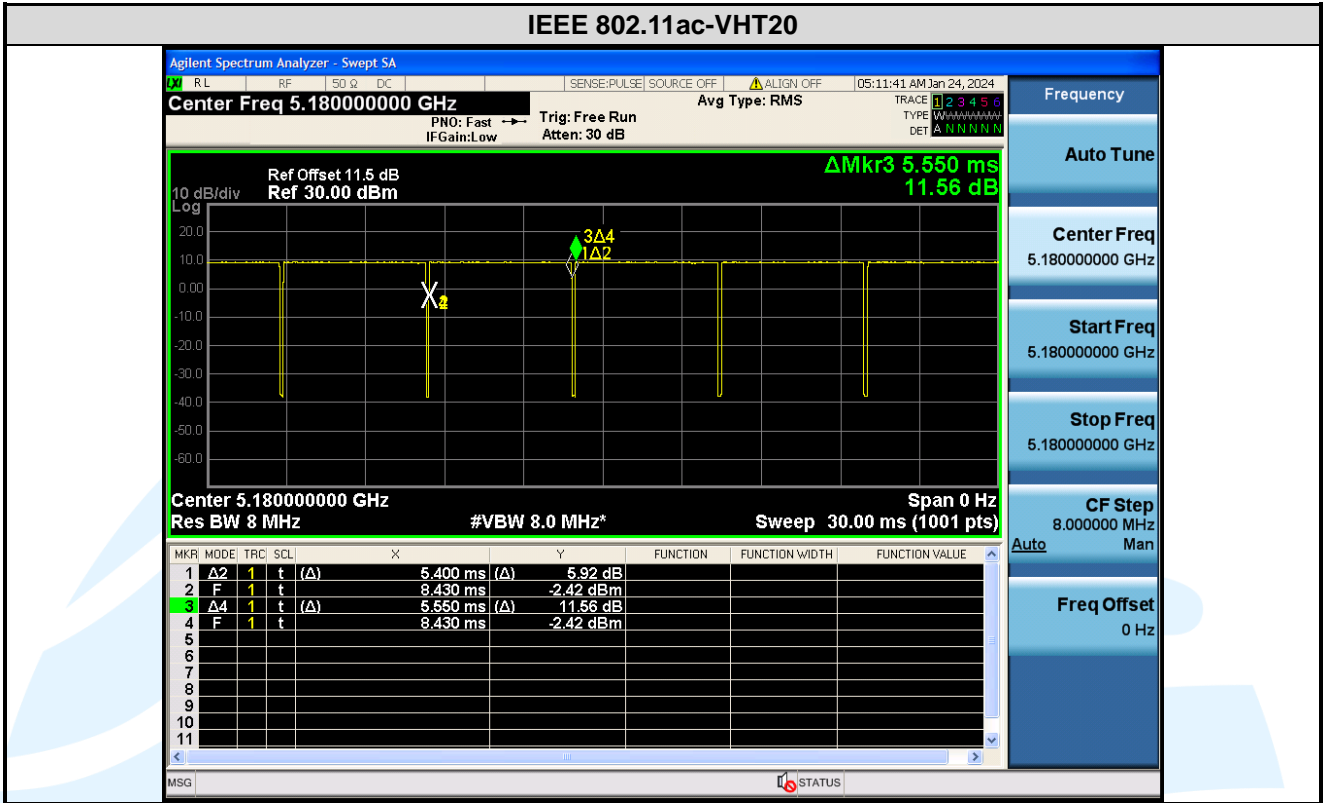 IEEE 802.11ac-VHT20
Agilent Spectrum Analyzer - Swept SA
LXI RL RF 50 Ω DC SENSE:PULSE SOURCE OFF ALIGN OFF 05:11:41 AM Jan 24, 2024
Center Freq 5.180000000 GHz
PNO: Fast
IFGain:Low
Trig: Free Run
Atten: 30 dB
Avg Type: RMS
TRACE 1 2 3 4 5 6
TYPE
DET A N N N N N
ΔMkr3 5.550 ms
11.56 dB
Ref Offset 11.5 dB
10 dB/div Ref 30.00 dBm
Log
20.0
10.0
0.00
-10.0
-20.0
-30.0
-40.0
-50.0
-60.0
3Δ4
1Δ2
Center 5.180000000 GHz Span 0 Hz
Res BW 8 MHz #VBW 8.0 MHz* Sweep 30.00 ms (1001 pts)
MKR MODE TRC SCL X Y FUNCTION FUNCTION WIDTH FUNCTION VALUE
1 Δ2 1 t (Δ) 5.400 ms (Δ) 5.92 dB
2 F 1 t 8.430 ms -2.42 dBm
3 Δ4 1 t (Δ) 5.550 ms (Δ) 11.56 dB
4 F 1 t 8.430 ms -2.42 dBm
5
6
7
8
9
10
11
MSG STATUS
Frequency
Auto Tune
Center Freq
5.180000000 GHz
Start Freq
5.180000000 GHz
Stop Freq
5.180000000 GHz
CF Step
8.000000 MHz
Auto Man
Freq Offset
0 Hz